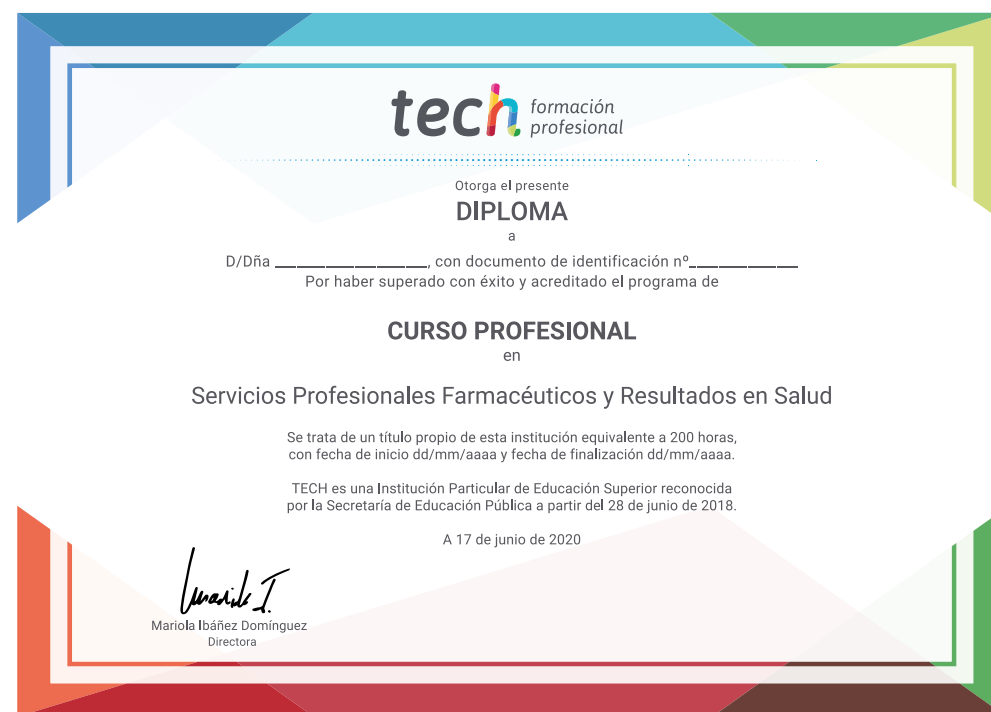 tech formación
profesional
Otorga el presente
DIPLOMA
a
D/Dña ____________________, con documento de identificación nº______________
Por haber superado con éxito y acreditado el programa de
CURSO PROFESIONAL
en
Servicios Profesionales Farmacéuticos y Resultados en Salud
Se trata de un título propio de esta institución equivalente a 200 horas,
con fecha de inicio dd/mm/aaaa y fecha de finalización dd/mm/aaaa.
TECH es una Institución Particular de Educación Superior reconocida
por la Secretaría de Educación Pública a partir del 28 de junio de 2018.
A 17 de junio de 2020
Mariola Ibáñez Domínguez
Directora